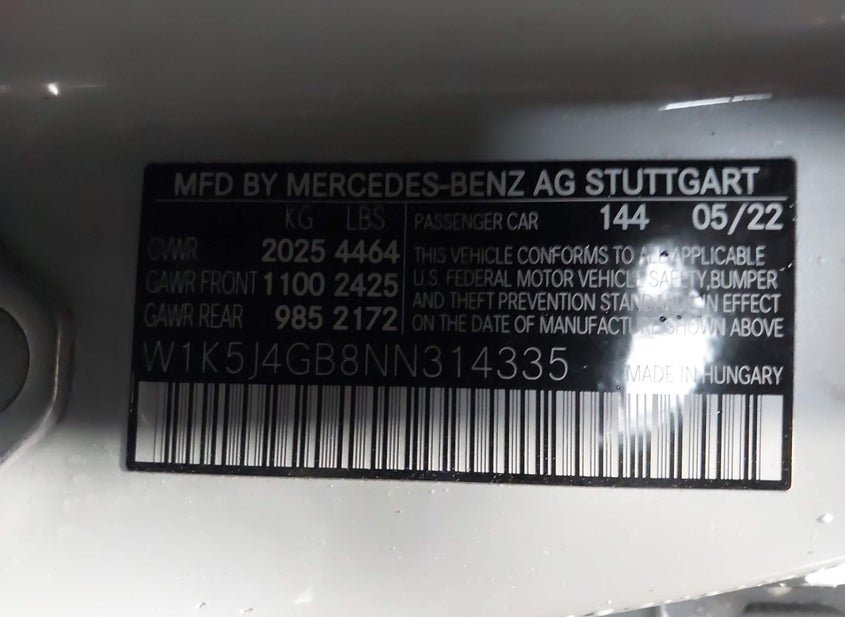 MFD BY MERCEDES-BENZ AG STUTTGART
KG LBS
GVWR 2025 4464
GAWR FRONT 1100 2425
GAWR REAR 985 2172
PASSENGER CAR 144 05/22
THIS VEHICLE CONFORMS TO ALL APPLICABLE
U.S. FEDERAL MOTOR VEHICLE SAFETY, BUMPER
AND THEFT PREVENTION STANDARDS IN EFFECT
ON THE DATE OF MANUFACTURE SHOWN ABOVE
W1K5J4GB8NN314335
MADE IN HUNGARY